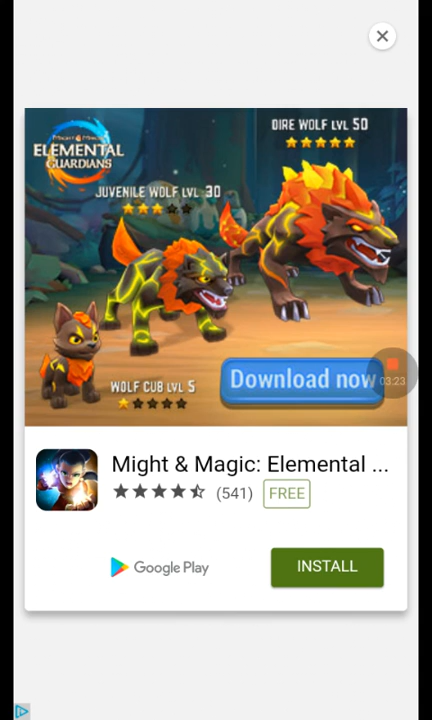 MIGHT & MAGIC
ELEMENTAL
GUARDIANS
DIRE WOLF LVL 50
JUVENILE WOLF LVL 30
WOLF CUB LVL 5
Download now
03:23
Might & Magic: Elemental ...
(541) FREE
Google Play
INSTALL